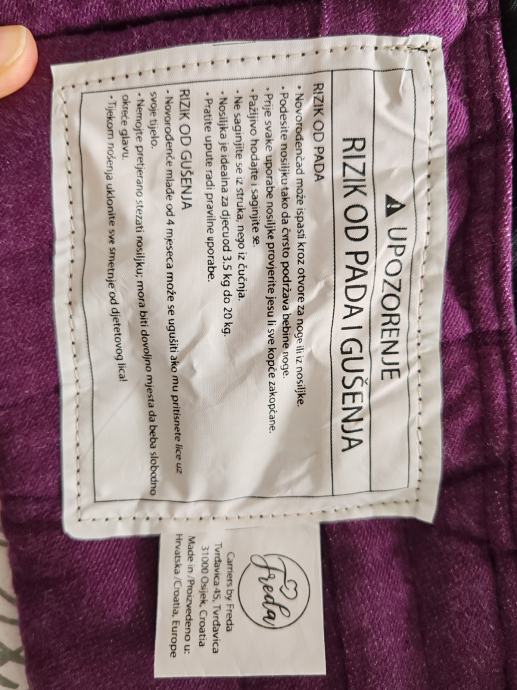 UPOZORENJE
RIZIK OD PADA I GUŠENJA
RIZIK OD PADA
• Novorođenčad može ispasti kroz otvore za noge ili iz nosiljke.
• Podesite nosiljku tako da čvrsto podržava bebine noge.
• Prije svake uporabe nosiljke provjerite jesu li sve kopče zakopčane.
• Pažljivo hodajte i saginjite se.
• Ne saginjite se iz struka, nego iz čučnja.
• Nosiljka je idealna za djecu od 3.5 kg do 20 kg.
• Pratite upute radi pravilne uporabe.
RIZIK OD GUŠENJA
• Novorođenče mlađe od 4 mjeseca može se ugušiti ako mu pritisnete lice uz
svoje tijelo.
• Nemojte pretjerano stezati nosiljku; mora biti dovoljno mjesta da beba slobodno
okreće glavu.
• Tijekom nošenja uklonite sve smetnje od djetetovog lica!
Freda
Carriers by Freda
Tvrđavica 45, Tvrđavica
31000 Osijek, Croatia
Made in /Proizvedeno u:
Hrvatska /Croatia, Europe